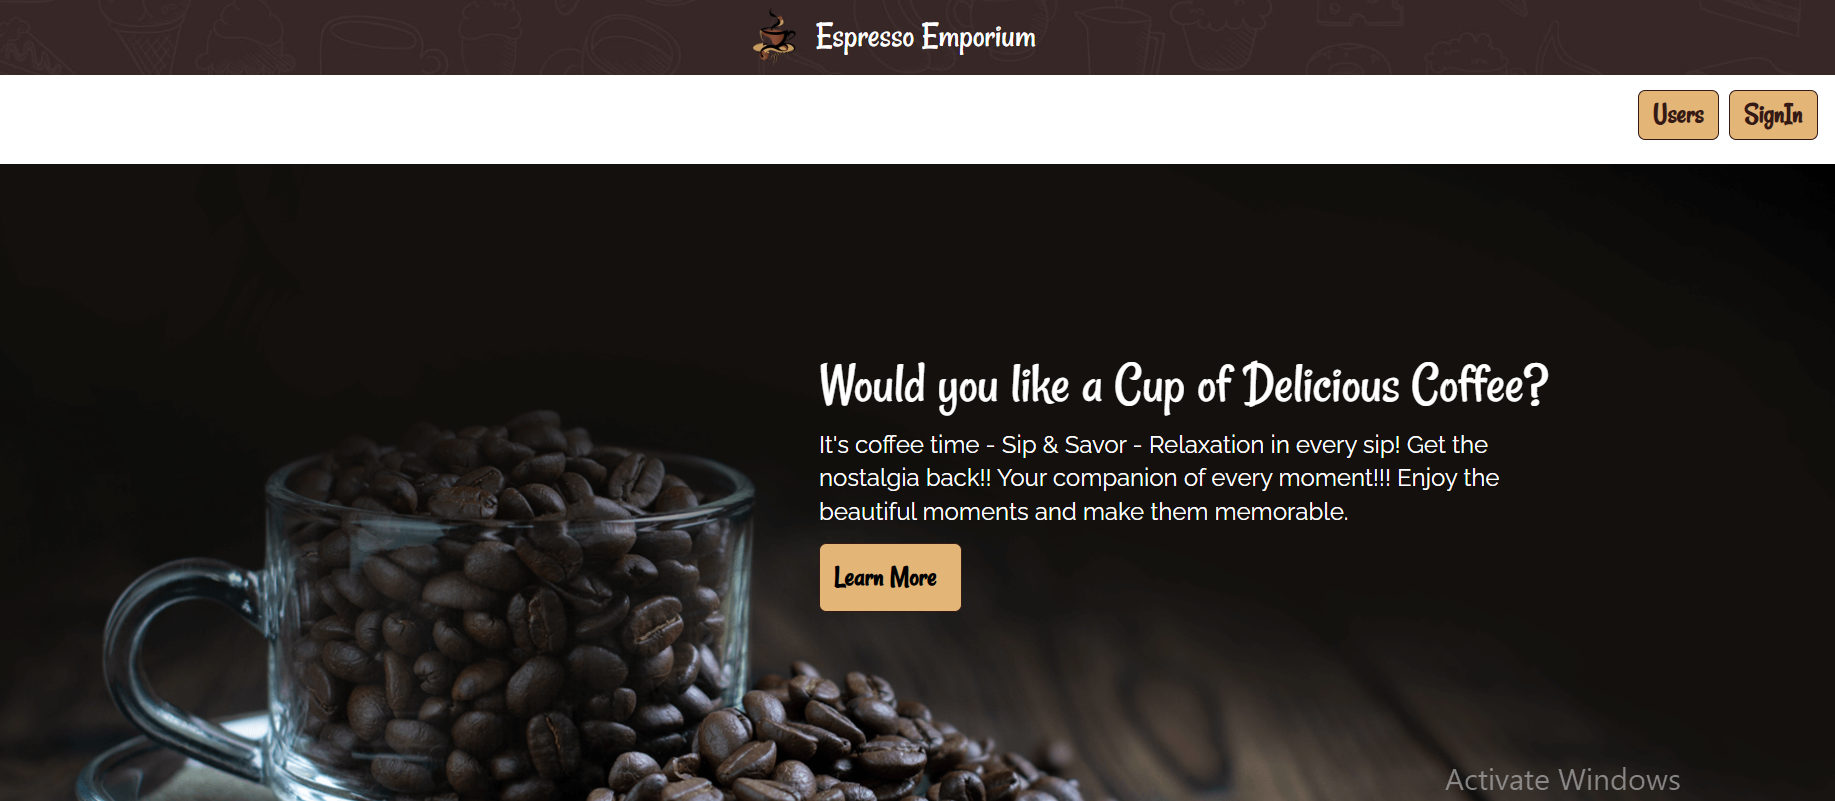 Espresso Emporium
Users SignIn
Would you like a Cup of Delicious Coffee?
It's coffee time - Sip & Savor - Relaxation in every sip! Get the
nostalgia back!! Your companion of every moment!!! Enjoy the
beautiful moments and make them memorable.
Learn More
Activate Windows